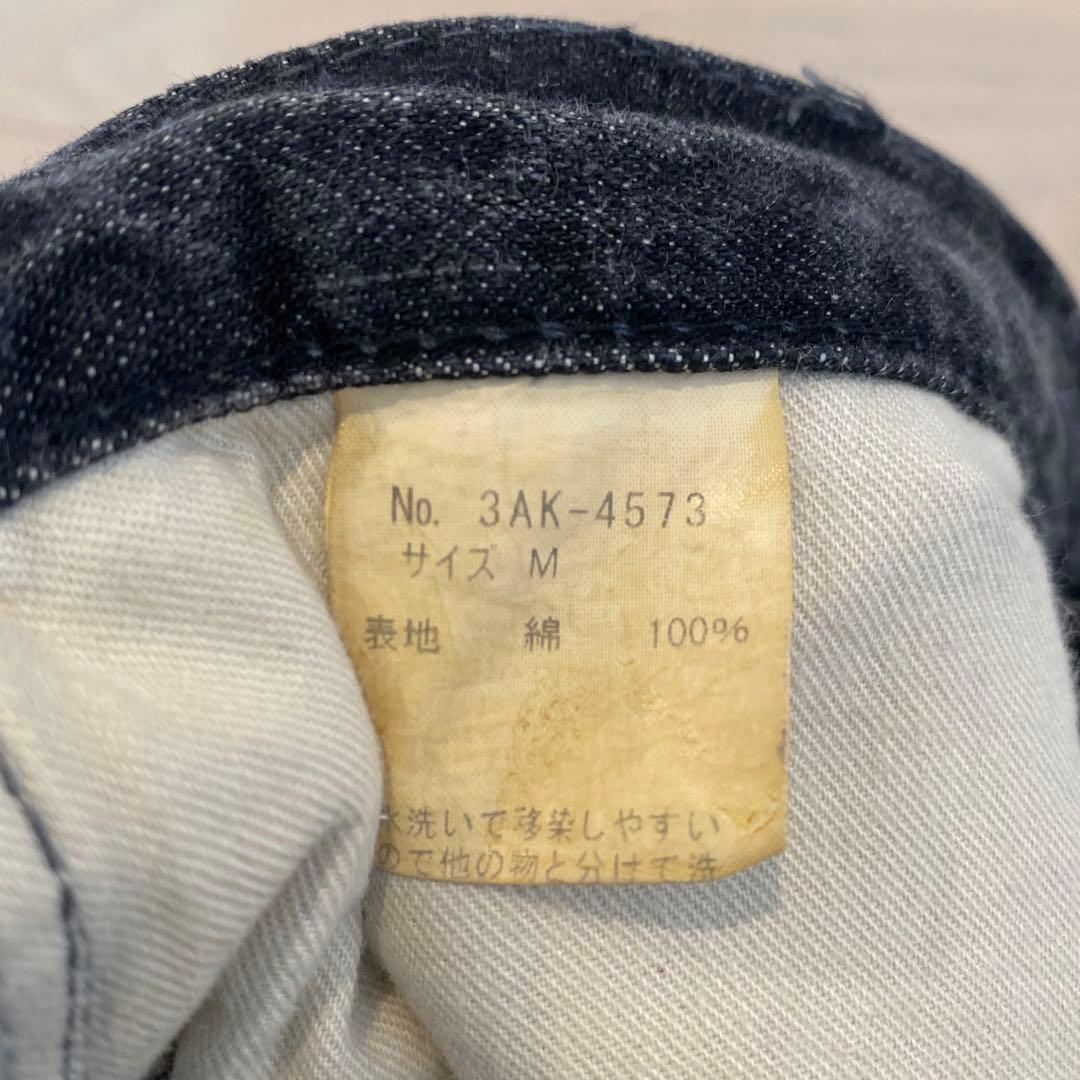 No. 3AK-4573
サイズ M
表地 綿 100%
水洗いで移染しやすい
ので他の物と分けて洗